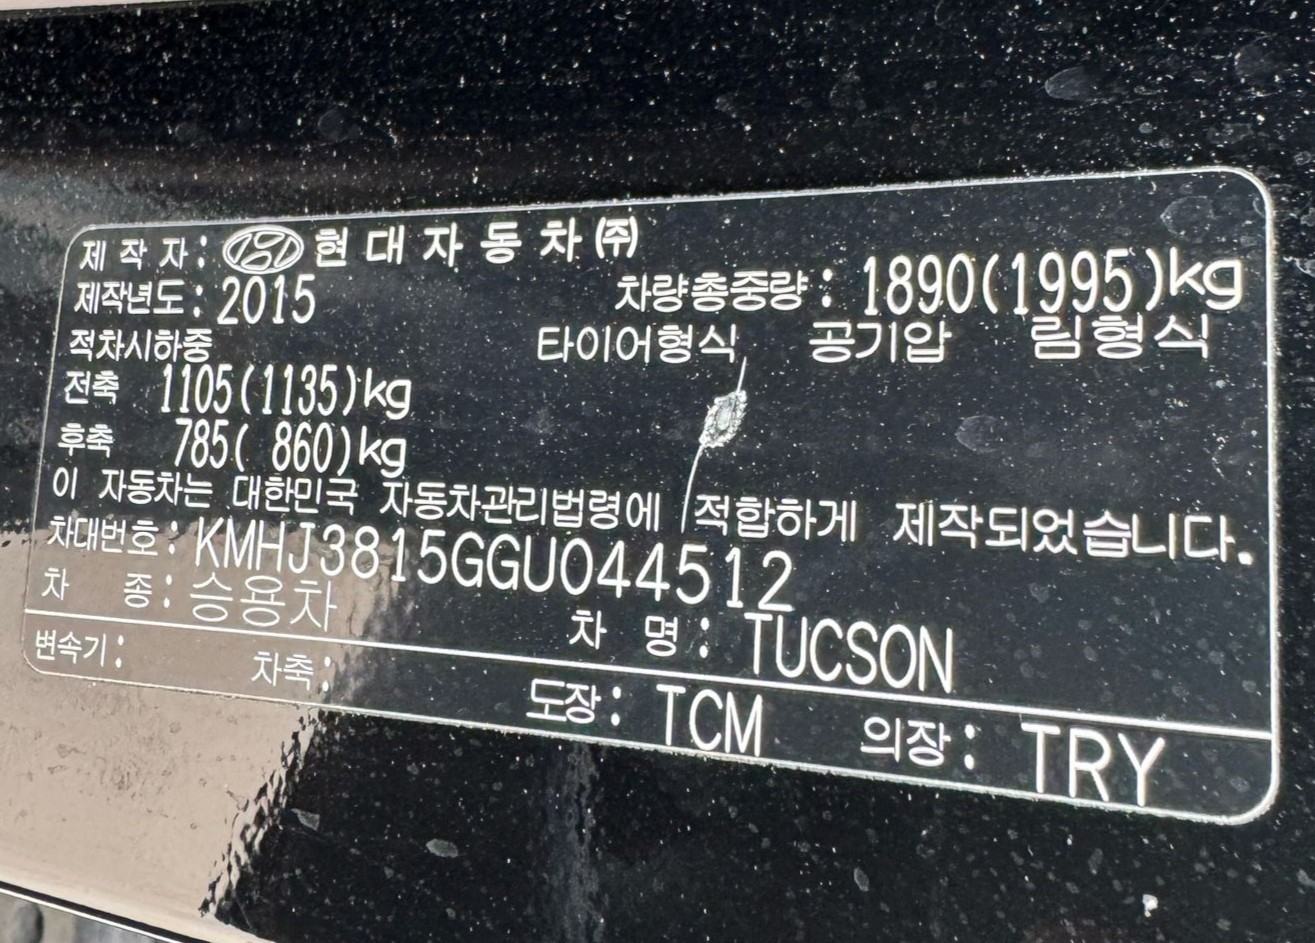 제 작 자 : 현 대 자 동 차 ㈜
제작년도 : 2015 차량총중량 : 1890(1995)kg
적차시하중 타이어형식 공기압 림형식
전축 1105(1135)kg
후축 785( 860)kg
이 자동차는 대한민국 자동차관리법령에 적합하게 제작되었습니다.
차대번호 : KMHJ3815GGU044512
차 종 : 승용차 차 명 : TUCSON
변속기 : 차축 : 도장 : TCM 의장 : TRY